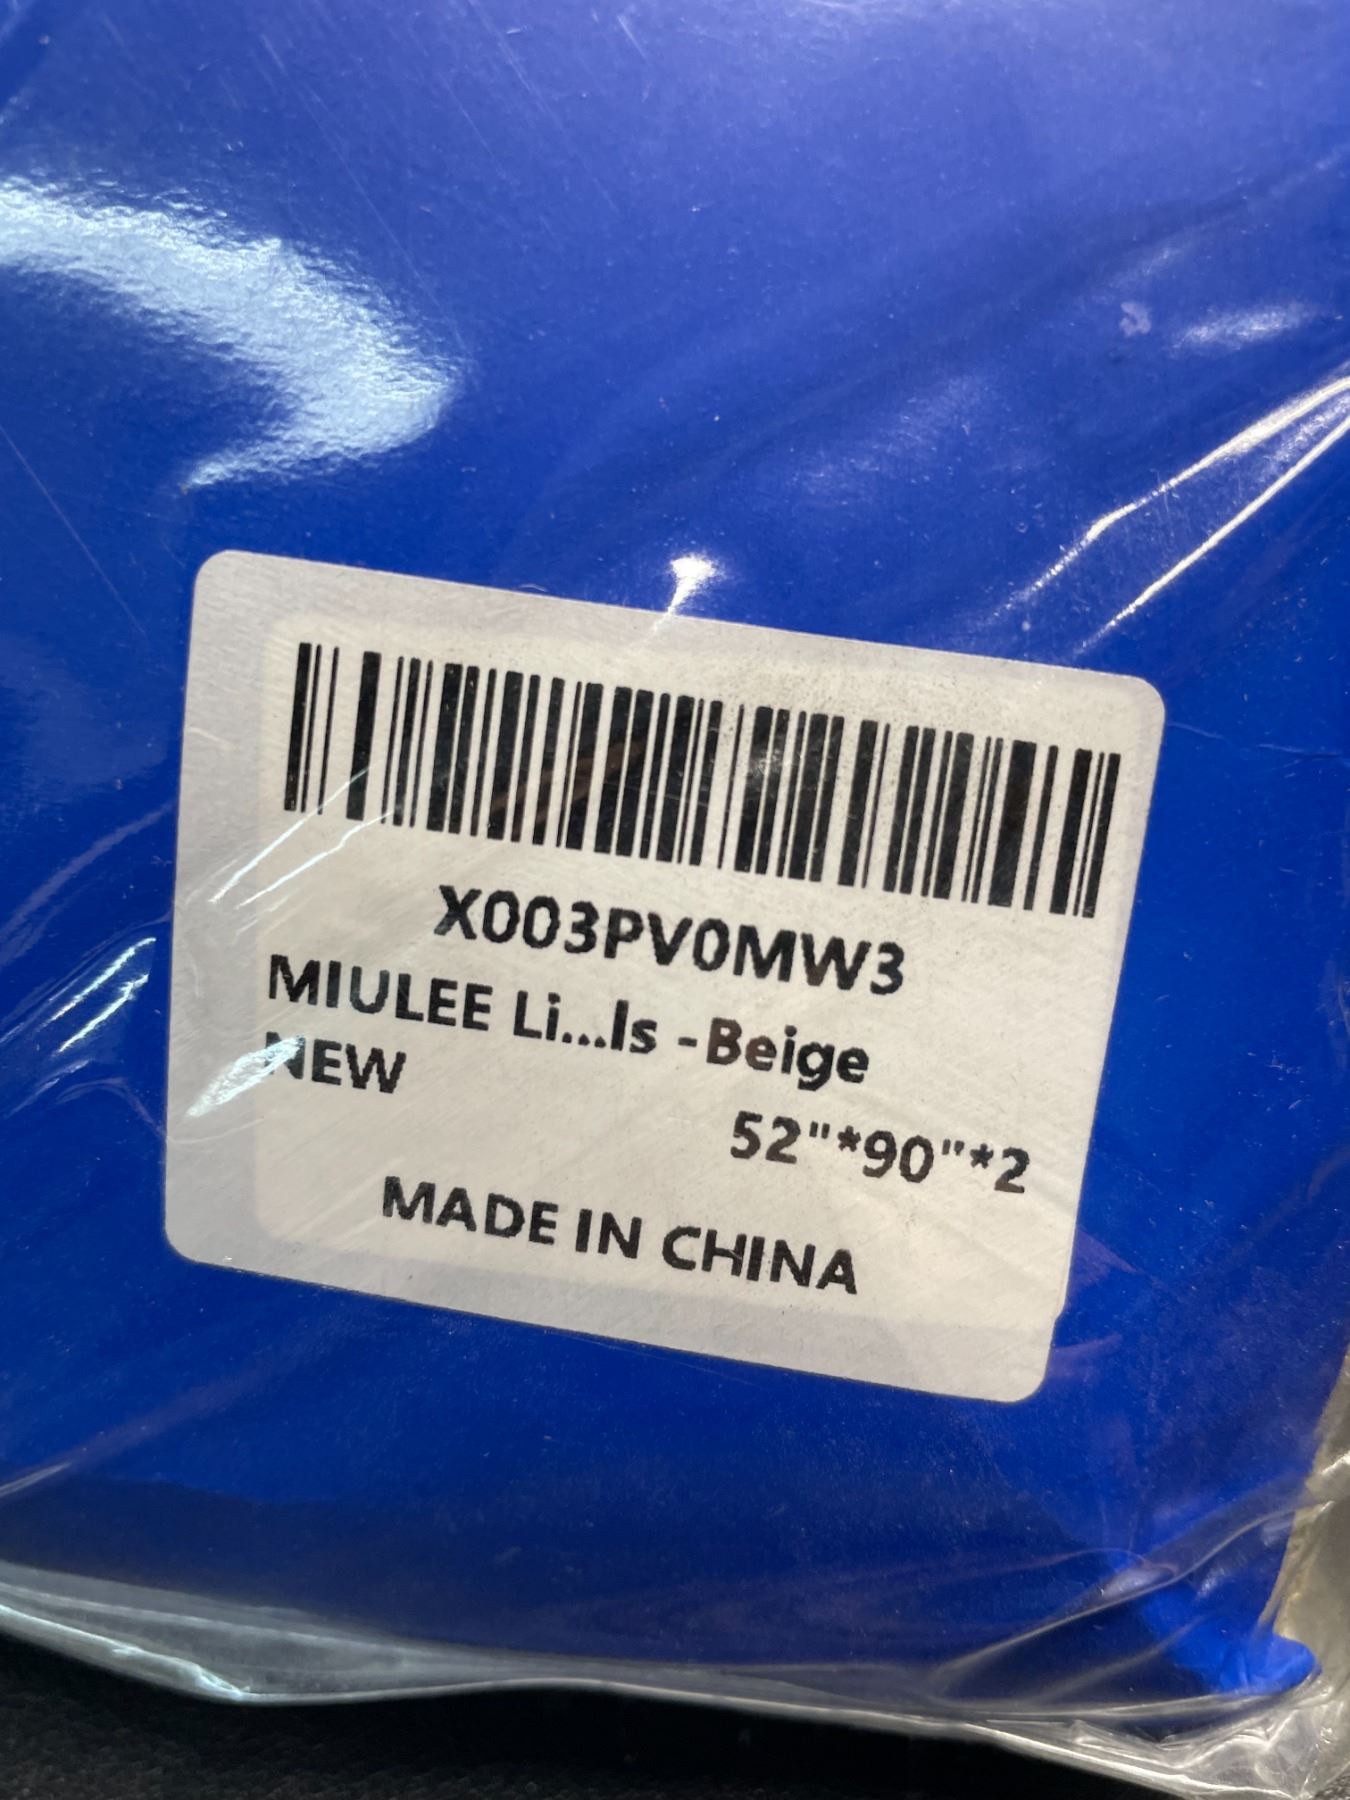 X003PV0MW3
MIULEE Li...ls -Beige
NEW
52"*90"*2
MADE IN CHINA